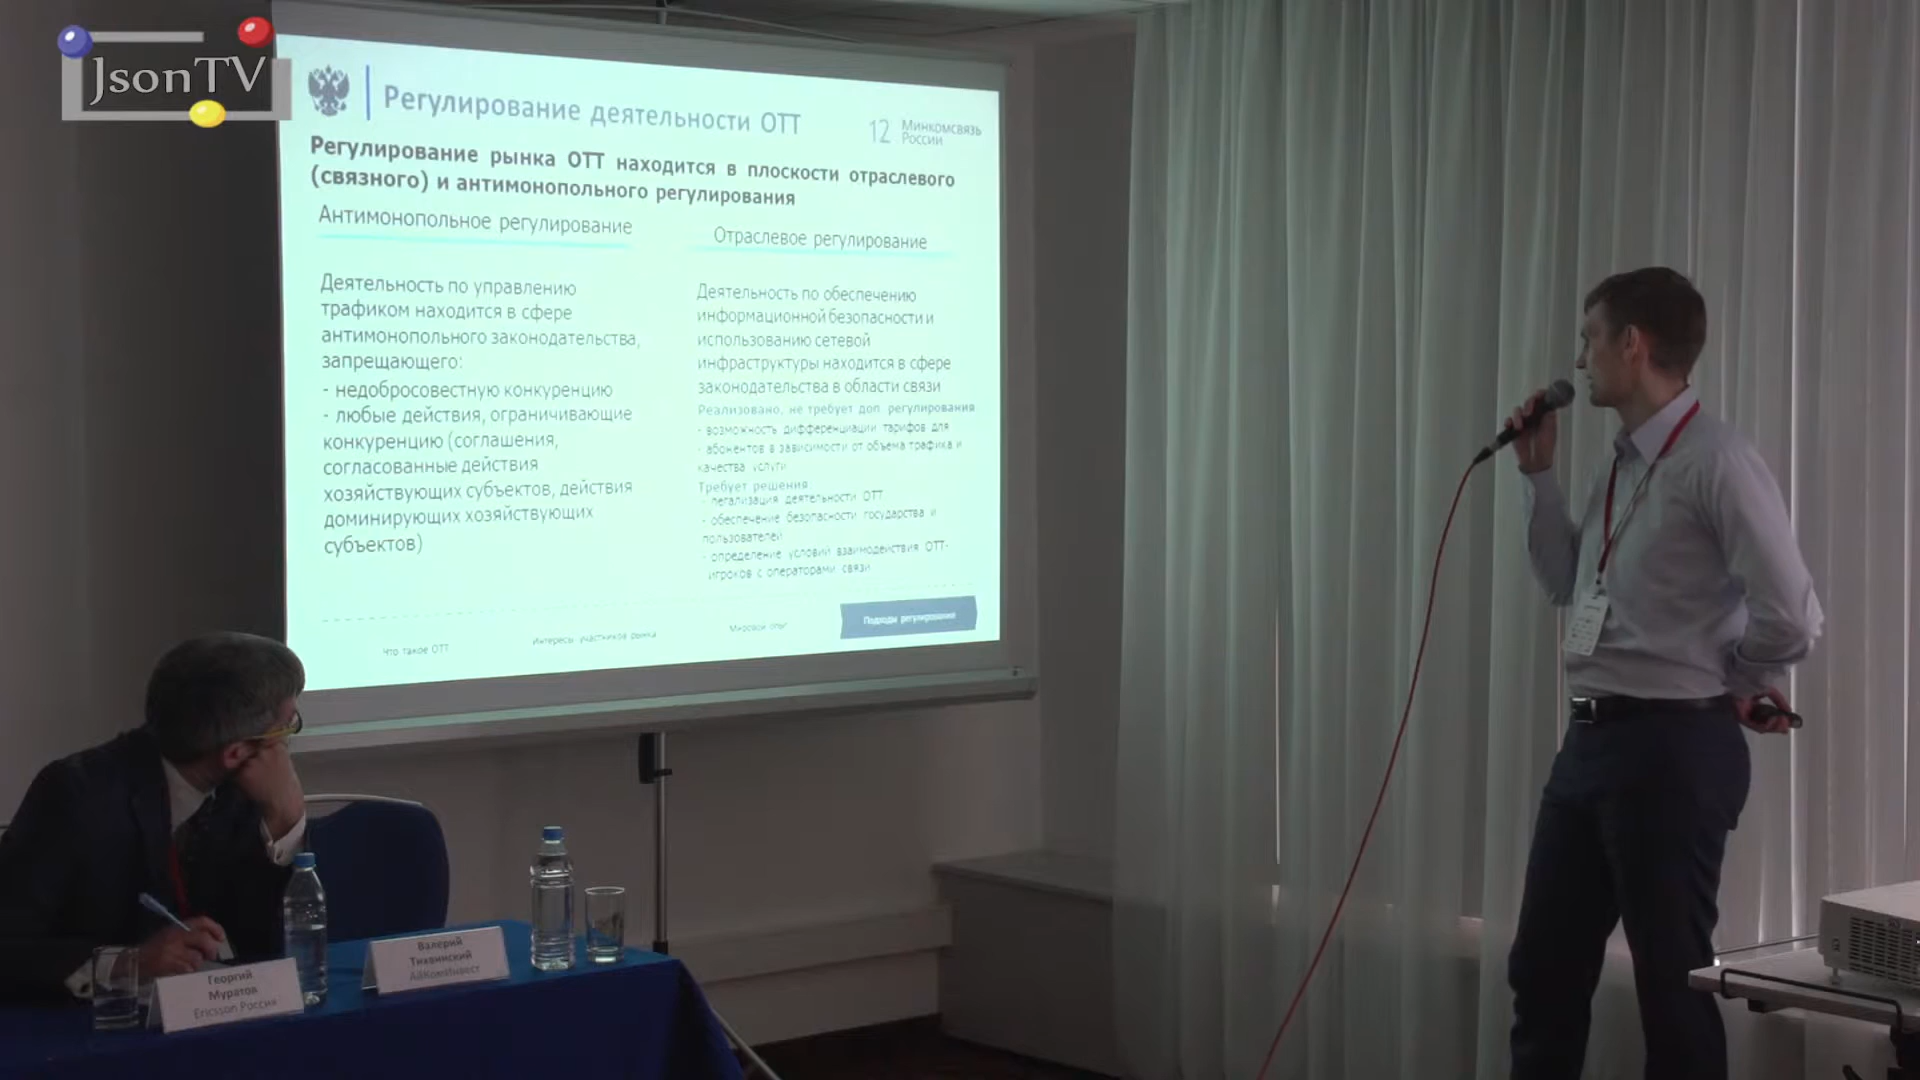 JsonTV
Регулирование деятельности ОТТ
12
Минкомсвязь
России
Регулирование рынка ОТТ находится в плоскости отраслевого
(связного) и антимонопольного регулирования
Антимонопольное регулирование
Деятельность по управлению
трафиком находится в сфере
антимонопольного законодательства,
запрещающего:
- недобросовестную конкуренцию
- любые действия, ограничивающие
конкуренцию (соглашения,
согласованные действия
хозяйствующих субъектов, действия
доминирующих хозяйствующих
субъектов)
Отраслевое регулирование
Деятельность по обеспечению
информационной безопасности и
использованию сетевой
инфраструктуры находится в сфере
законодательства в области связи
Реализовано, не требует доп регулирования
- возможность дифференциации тарифов для
- абонентов в зависимости от объема трафика и
качества услуги
Требует решения
- легализация деятельности ОТТ
- обеспечение безопасности государства и
пользователей
- определение условий взаимодействия ОТТ-
игроков с операторами связи
Что такое ОТТ
Интересы участников рынка
Мировой опыт
Подходы регулирования
Георгий
Муратов
Ericsson Россия
Валерий
Тихвинский
АйКомИнвест